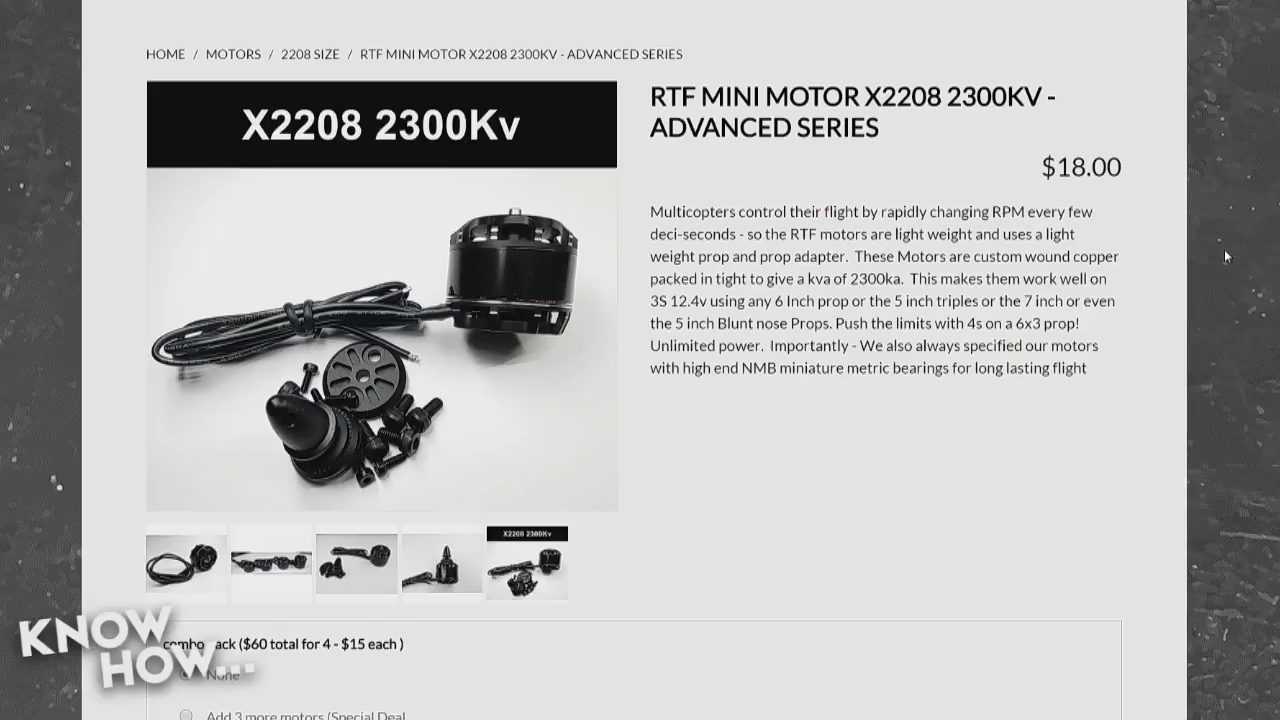 HOME / MOTORS / 2208 SIZE / RTF MINI MOTOR X2208 2300KV - ADVANCED SERIES
X2208 2300Kv
RTF MINI MOTOR X2208 2300KV -
ADVANCED SERIES
$18.00
Multicopters control their flight by rapidly changing RPM every few
deci-seconds - so the RTF motors are light weight and uses a light
weight prop and prop adapter. These Motors are custom wound copper
packed in tight to give a kva of 2300ka. This makes them work well on
3S 12.4v using any 6 Inch prop or the 5 inch triples or the 7 inch or even
the 5 inch Blunt nose Props. Push the limits with 4s on a 6x3 prop!
Unlimited power. Importantly - We also always specified our motors
with high end NMB miniature metric bearings for long lasting flight
X2208 2300Kv
combo ack ($60 total for 4 - $15 each )
None
Add 3 more motors (Special Deal
KNOW
HOW...